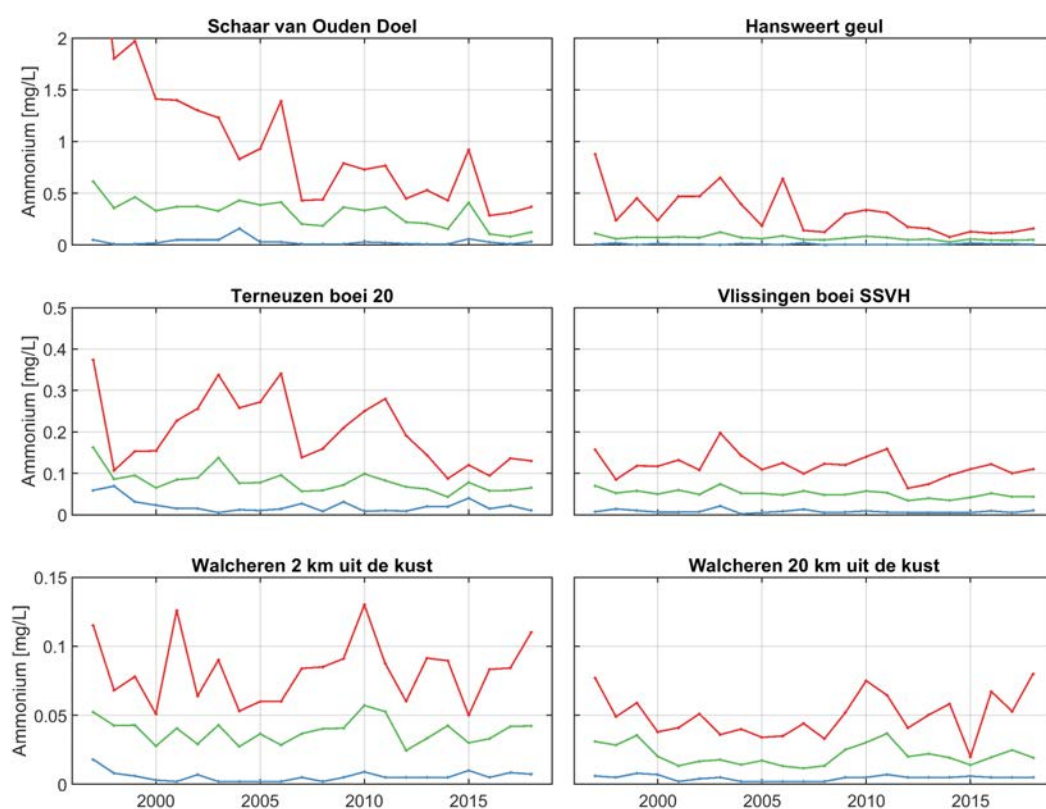 Schaar van Ouden Doel
Hansweert geul
2
1.5
1
0.5
0
Ammonium [mg/L]
Terneuzen boei 20
Vlissingen boei SSVH
0.5
0.4
0.3
0.2
0.1
0
Ammonium [mg/L]
Walcheren 2 km uit de kust
Walcheren 20 km uit de kust
0.15
0.1
0.05
0
Ammonium [mg/L]
2000 2005 2010 2015
2000 2005 2010 2015